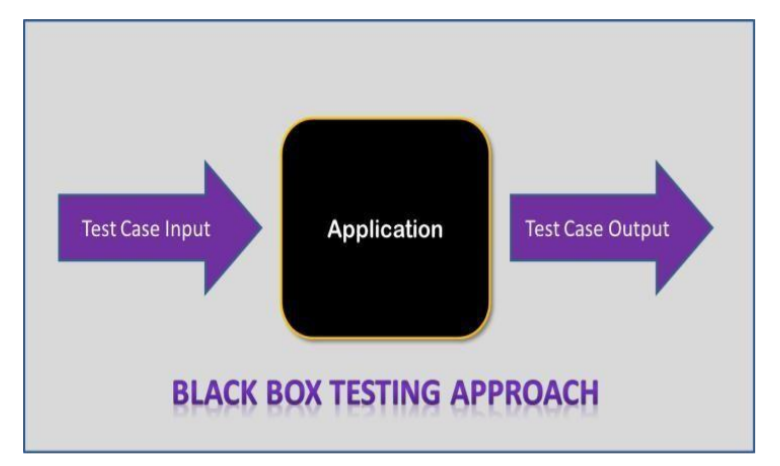 Test Case Input
Application
Test Case Output
BLACK BOX TESTING APPROACH